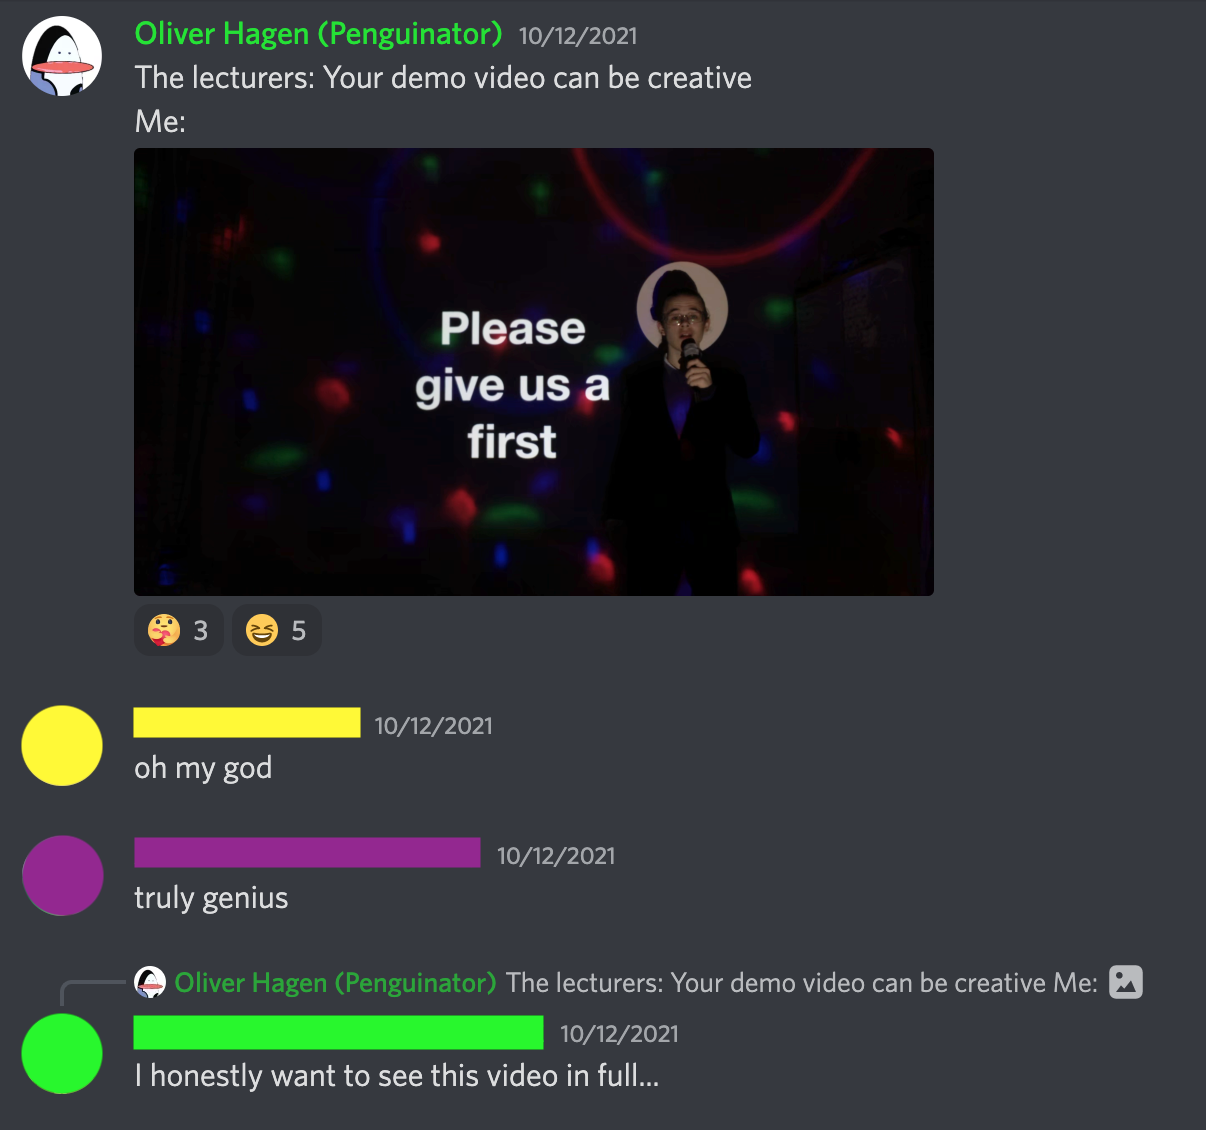 Oliver Hagen (Penguinator) 10/12/2021
The lecturers: Your demo video can be creative
Me:
Please
give us a
first
3 5
10/12/2021
oh my god
10/12/2021
truly genius
Oliver Hagen (Penguinator) The lecturers: Your demo video can be creative Me:
10/12/2021
I honestly want to see this video in full...